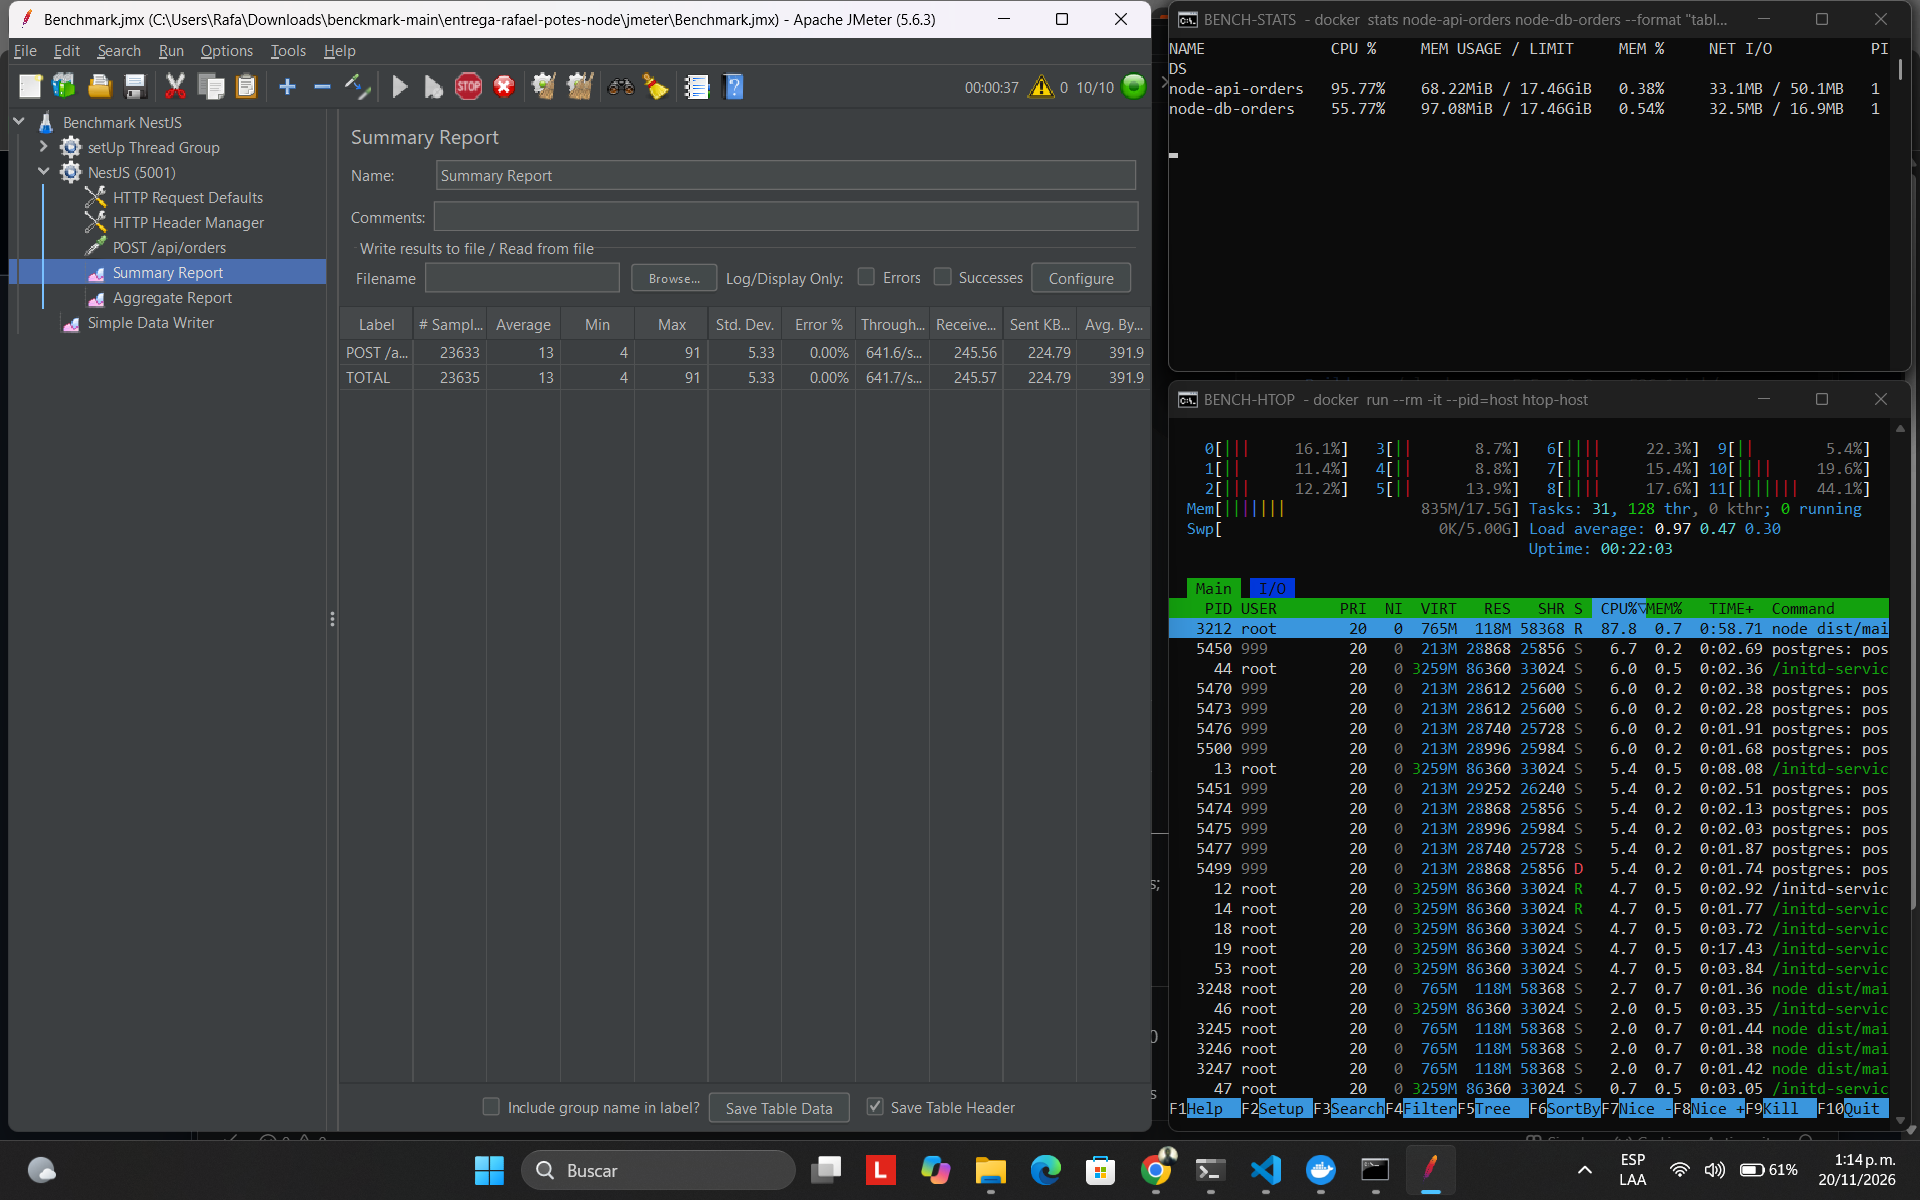 Benchmark.jmx (C:\Users\Rafa\Downloads\benckmark-main\entrega-rafael-potes-node\jmeter\Benchmark.jmx) - Apache JMeter (5.6.3)
File Edit Search Run Options Tools Help
00:00:37 0 10/10
Benchmark NestJS
setUp Thread Group
NestJS (5001)
HTTP Request Defaults
HTTP Header Manager
POST /api/orders
Summary Report
Aggregate Report
Simple Data Writer
Summary Report
Name: Summary Report
Comments:
Write results to file / Read from file
Filename Browse... Log/Display Only: Errors Successes Configure
Label # Sampl... Average Min Max Std. Dev. Error % Through... Receive... Sent KB... Avg. By...
POST /a... 23633 13 4 91 5.33 0.00% 641.6/s... 245.56 224.79 391.9
TOTAL 23635 13 4 91 5.33 0.00% 641.7/s... 245.57 224.79 391.9
Include group name in label? Save Table Data Save Table Header
BENCH-STATS - docker stats node-api-orders node-db-orders --format "tabl...
NAME CPU % MEM USAGE / LIMIT MEM % NET I/O PI
DS
node-api-orders 95.77% 68.22MiB / 17.46GiB 0.38% 33.1MB / 50.1MB 1
node-db-orders 55.77% 97.08MiB / 17.46GiB 0.54% 32.5MB / 16.9MB 1
BENCH-HTOP - docker run --rm -it --pid=host htop-host
0[||| 16.1%] 3[|| 8.7%] 6[|||| 22.3%] 9[|| 5.4%]
1[|| 11.4%] 4[|| 8.8%] 7[|||| 15.4%] 10[|||| 19.6%]
2[||| 12.2%] 5[|| 13.9%] 8[|||| 17.6%] 11[||||||| 44.1%]
Mem[||||||| 835M/17.5G] Tasks: 31, 128 thr, 0 kthr; 0 running
Swp[ 0K/5.00G] Load average: 0.97 0.47 0.30
Uptime: 00:22:03
Main I/O
PID USER PRI NI VIRT RES SHR S CPU%▽MEM% TIME+ Command
3212 root 20 0 765M 118M 58368 R 87.8 0.7 0:58.71 node dist/mai
5450 999 20 0 213M 28868 25856 S 6.7 0.2 0:02.69 postgres: pos
44 root 20 0 3259M 86360 33024 S 6.0 0.5 0:02.36 /initd-servic
5470 999 20 0 213M 28612 25600 S 6.0 0.2 0:02.38 postgres: pos
5473 999 20 0 213M 28612 25600 S 6.0 0.2 0:02.28 postgres: pos
5476 999 20 0 213M 28740 25728 S 6.0 0.2 0:01.91 postgres: pos
5500 999 20 0 213M 28996 25984 S 6.0 0.2 0:01.68 postgres: pos
13 root 20 0 3259M 86360 33024 S 5.4 0.5 0:08.08 /initd-servic
5451 999 20 0 213M 29252 26240 S 5.4 0.2 0:02.51 postgres: pos
5474 999 20 0 213M 28868 25856 S 5.4 0.2 0:02.13 postgres: pos
5475 999 20 0 213M 28996 25984 S 5.4 0.2 0:02.03 postgres: pos
5477 999 20 0 213M 28740 25728 S 5.4 0.2 0:01.87 postgres: pos
5499 999 20 0 213M 28868 25856 D 5.4 0.2 0:01.74 postgres: pos
12 root 20 0 3259M 86360 33024 R 4.7 0.5 0:02.92 /initd-servic
14 root 20 0 3259M 86360 33024 R 4.7 0.5 0:01.77 /initd-servic
18 root 20 0 3259M 86360 33024 S 4.7 0.5 0:03.72 /initd-servic
19 root 20 0 3259M 86360 33024 S 4.7 0.5 0:17.43 /initd-servic
53 root 20 0 3259M 86360 33024 S 4.7 0.5 0:03.84 /initd-servic
3248 root 20 0 765M 118M 58368 S 2.7 0.7 0:01.36 node dist/mai
46 root 20 0 3259M 86360 33024 S 2.0 0.5 0:03.35 /initd-servic
3245 root 20 0 765M 118M 58368 S 2.0 0.7 0:01.44 node dist/mai
3246 root 20 0 765M 118M 58368 S 2.0 0.7 0:01.38 node dist/mai
3247 root 20 0 765M 118M 58368 S 2.0 0.7 0:01.42 node dist/mai
47 root 20 0 3259M 86360 33024 S 0.7 0.5 0:03.05 /initd-servic
F1Help F2Setup F3SearchF4FilterF5Tree F6SortByF7Nice -F8Nice +F9Kill F10Quit
Buscar
L
ESP
LAA
61%
1:14 p. m.
20/11/2026